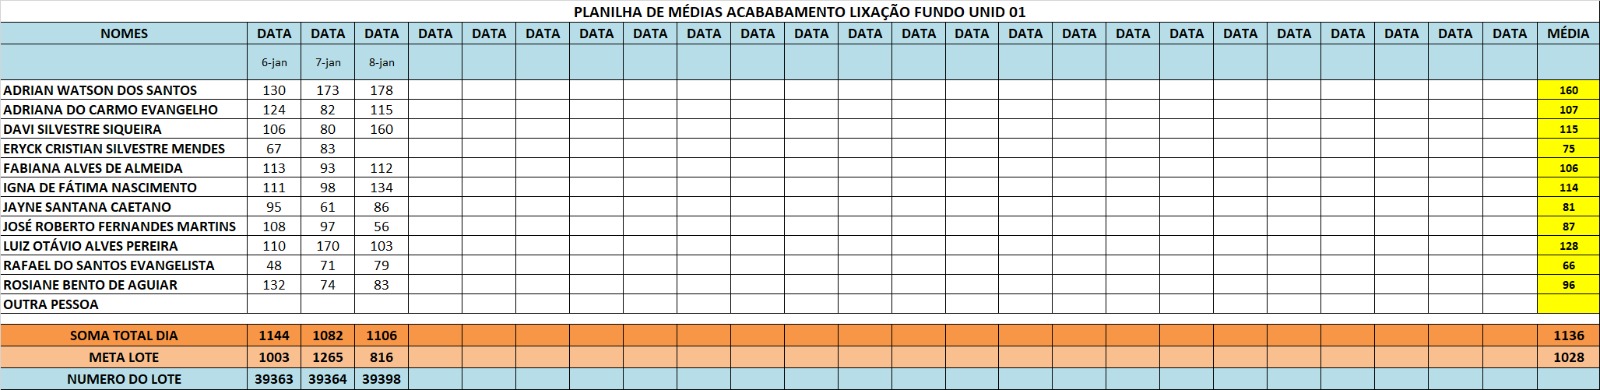 PLANILHA DE MÉDIAS ACABABAMENTO LIXAÇÃO FUNDO UNID 01
NOMES DATA DATA DATA DATA DATA DATA DATA DATA DATA DATA DATA DATA DATA DATA DATA DATA DATA DATA DATA DATA DATA DATA DATA DATA MÉDIA
6-jan 7-jan 8-jan
ADRIAN WATSON DOS SANTOS 130 173 178 160
ADRIANA DO CARMO EVANGELHO 124 82 115 107
DAVI SILVESTRE SIQUEIRA 106 80 160 115
ERYCK CRISTIAN SILVESTRE MENDES 67 83 75
FABIANA ALVES DE ALMEIDA 113 93 112 106
IGNA DE FÁTIMA NASCIMENTO 111 98 134 114
JAYNE SANTANA CAETANO 95 61 86 81
JOSÉ ROBERTO FERNANDES MARTINS 108 97 56 87
LUIZ OTÁVIO ALVES PEREIRA 110 170 103 128
RAFAEL DO SANTOS EVANGELISTA 48 71 79 66
ROSIANE BENTO DE AGUIAR 132 74 83 96
OUTRA PESSOA
SOMA TOTAL DIA 1144 1082 1106 1136
META LOTE 1003 1265 816 1028
NUMERO DO LOTE 39363 39364 39398